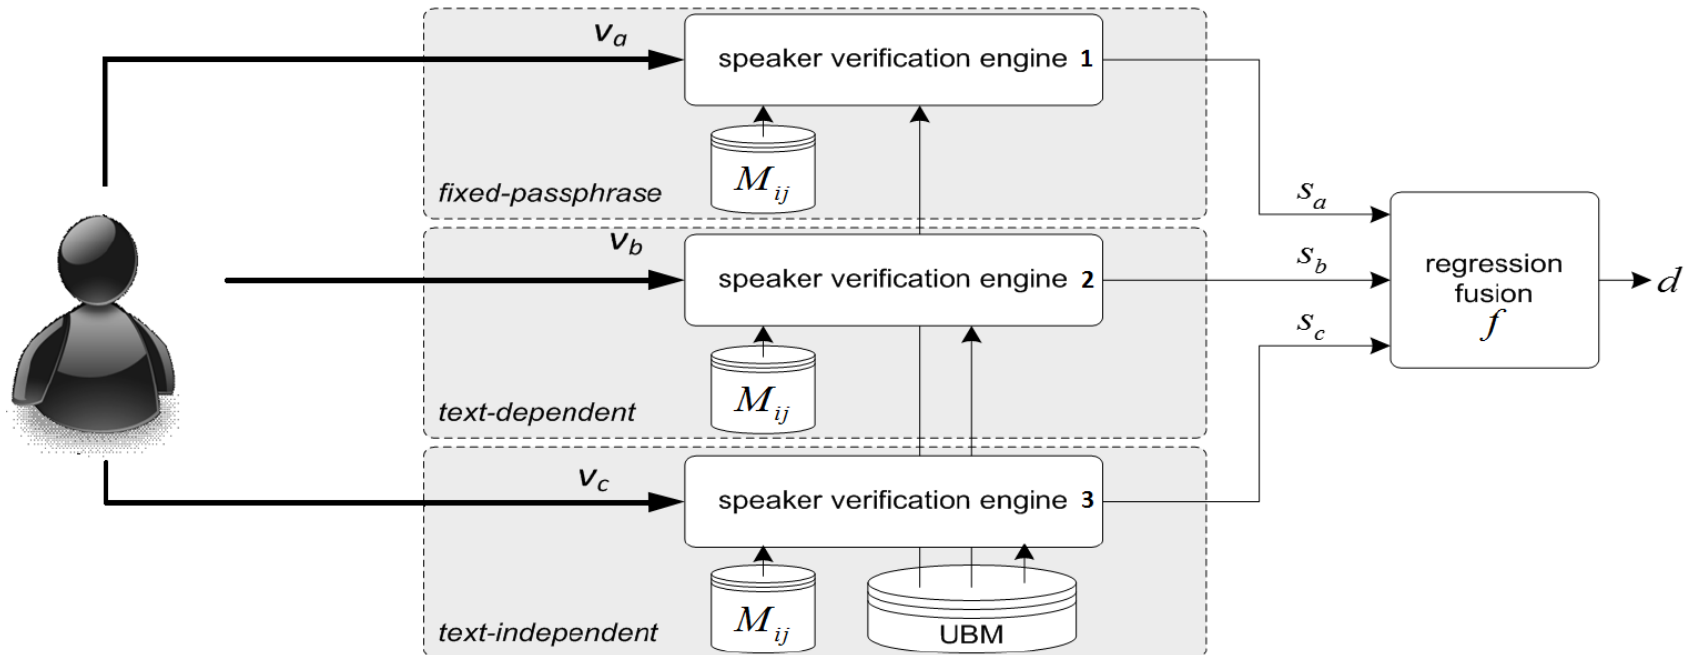 v_a
speaker verification engine 1
M_ij
fixed-passphrase
v_b
speaker verification engine 2
M_ij
text-dependent
v_c
speaker verification engine 3
M_ij
UBM
text-independent
s_a
s_b
s_c
regression
fusion
f
d